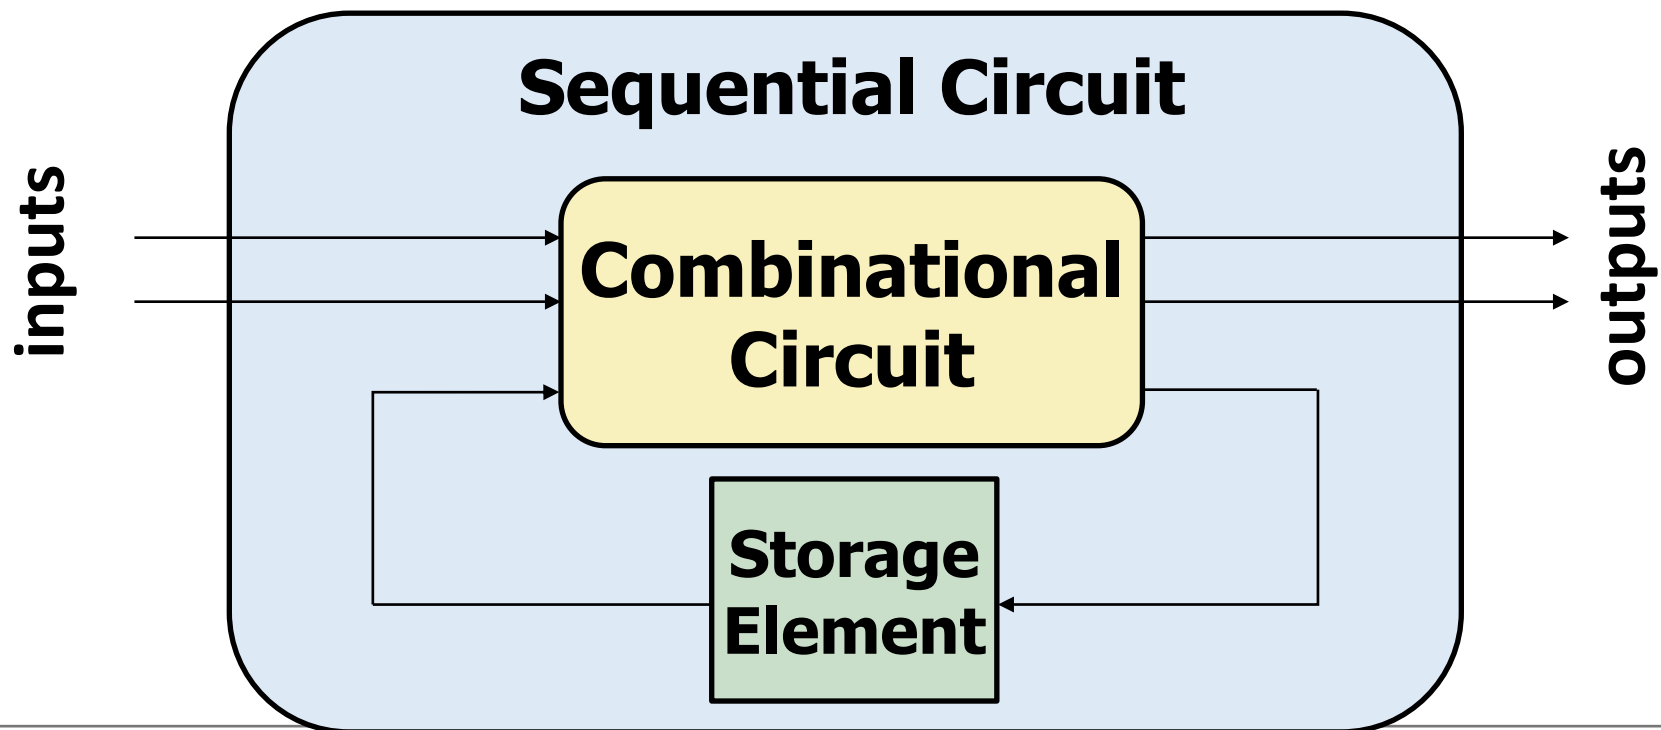 Sequential Circuit
inputs
Combinational
Circuit
outputs
Storage
Element